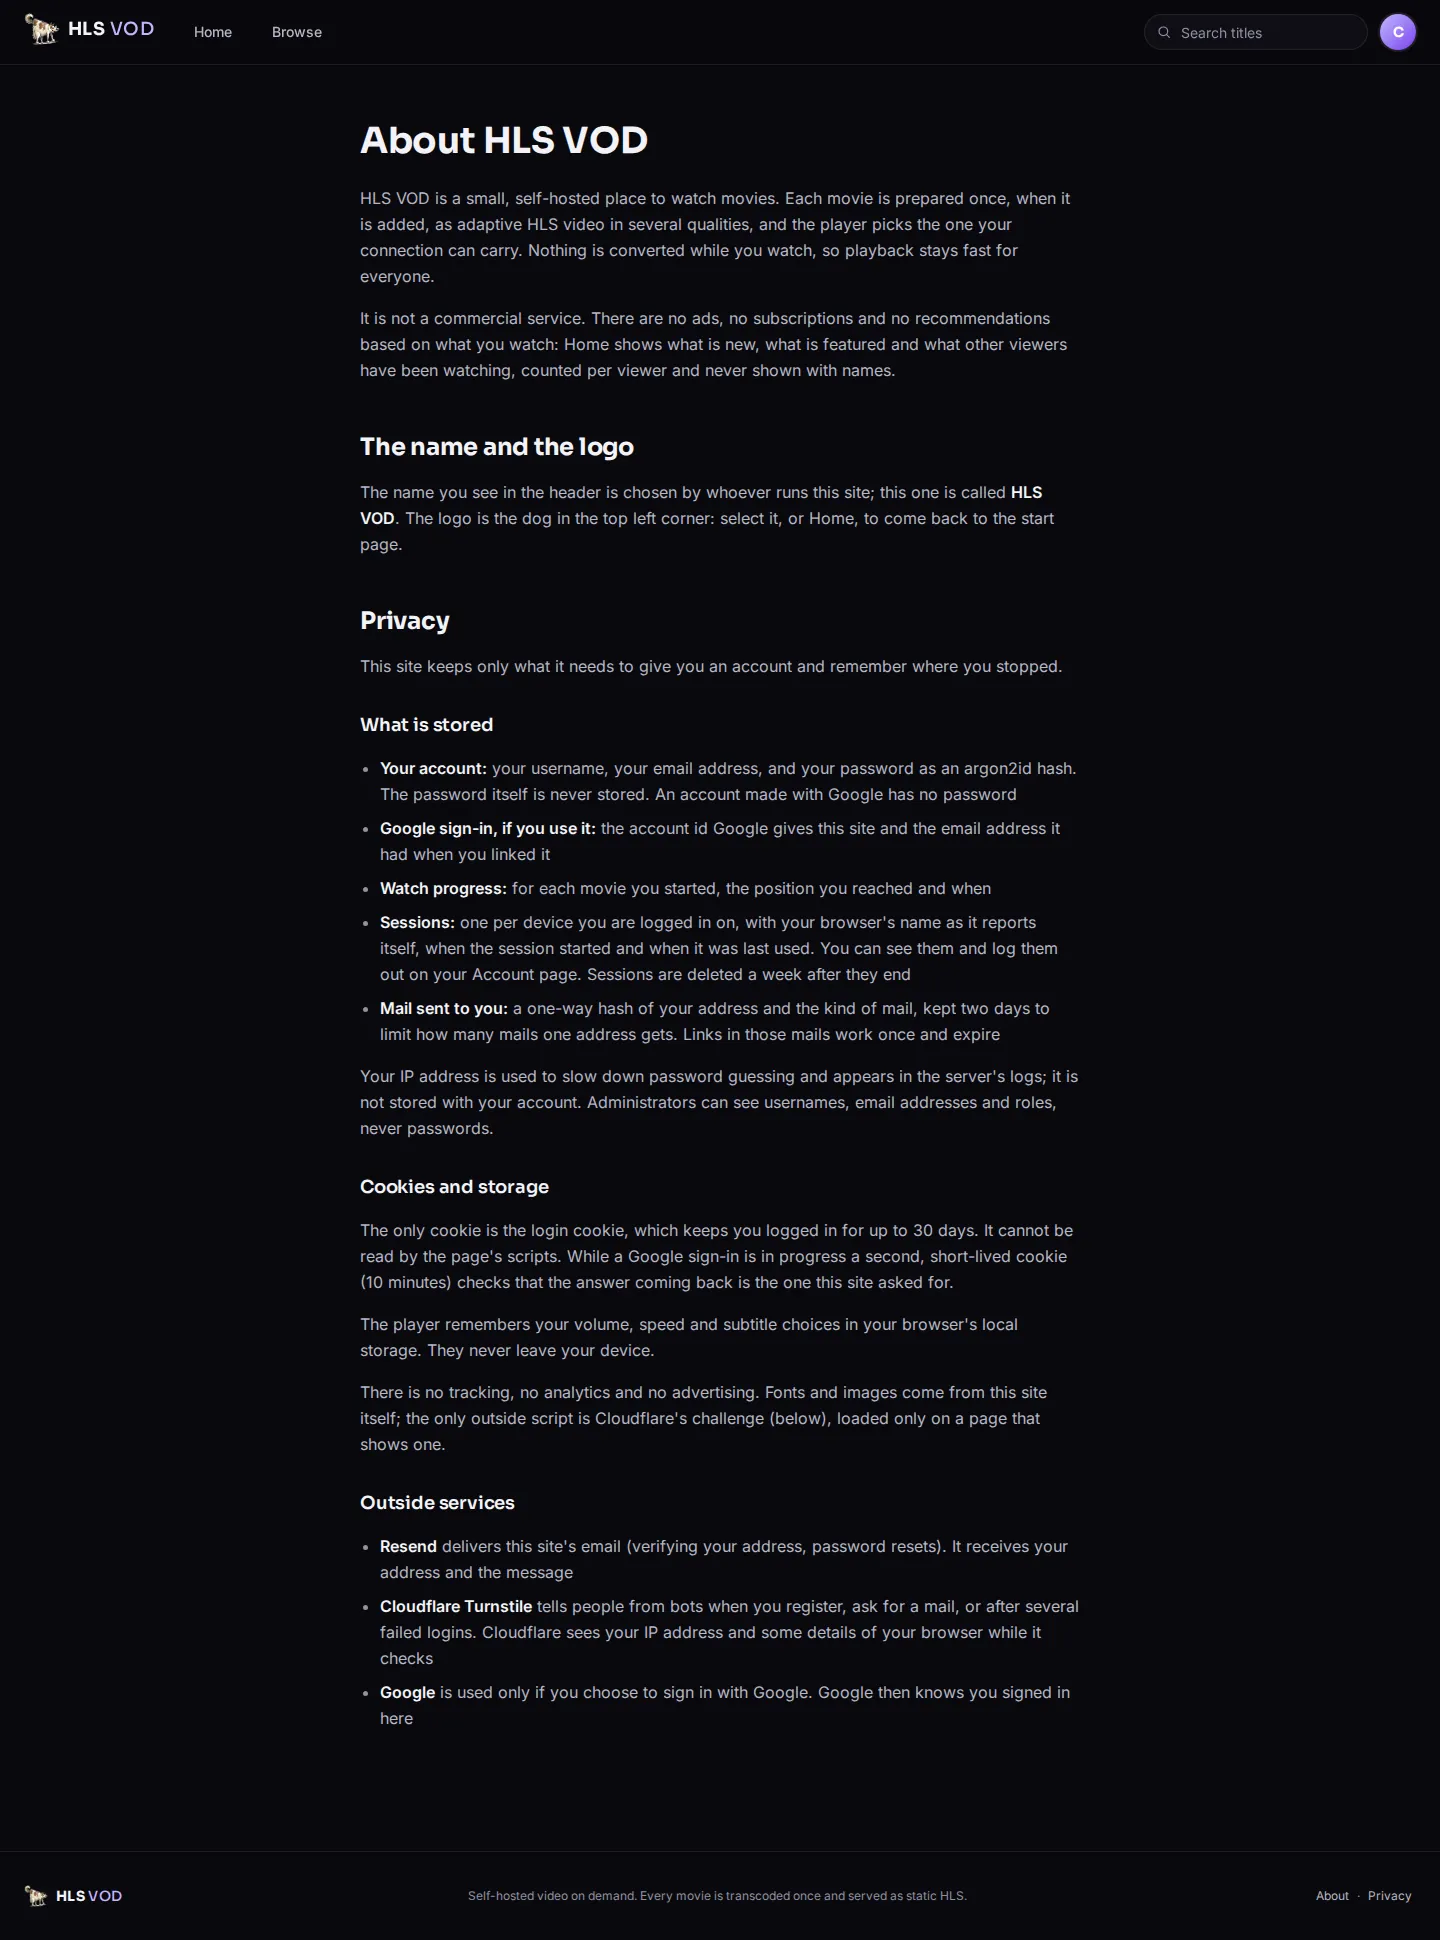 HLS VOD
Home
Browse
Search titles
C
About HLS VOD
HLS VOD is a small, self-hosted place to watch movies. Each movie is prepared once, when it
is added, as adaptive HLS video in several qualities, and the player picks the one your
connection can carry. Nothing is converted while you watch, so playback stays fast for
everyone.
It is not a commercial service. There are no ads, no subscriptions and no recommendations
based on what you watch: Home shows what is new, what is featured and what other viewers
have been watching, counted per viewer and never shown with names.
The name and the logo
The name you see in the header is chosen by whoever runs this site; this one is called HLS
VOD. The logo is the dog in the top left corner: select it, or Home, to come back to the start
page.
Privacy
This site keeps only what it needs to give you an account and remember where you stopped.
What is stored
• Your account: your username, your email address, and your password as an argon2id hash.
The password itself is never stored. An account made with Google has no password
• Google sign-in, if you use it: the account id Google gives this site and the email address it
had when you linked it
• Watch progress: for each movie you started, the position you reached and when
• Sessions: one per device you are logged in on, with your browser's name as it reports
itself, when the session started and when it was last used. You can see them and log them
out on your Account page. Sessions are deleted a week after they end
• Mail sent to you: a one-way hash of your address and the kind of mail, kept two days to
limit how many mails one address gets. Links in those mails work once and expire
Your IP address is used to slow down password guessing and appears in the server's logs; it is
not stored with your account. Administrators can see usernames, email addresses and roles,
never passwords.
Cookies and storage
The only cookie is the login cookie, which keeps you logged in for up to 30 days. It cannot be
read by the page's scripts. While a Google sign-in is in progress a second, short-lived cookie
(10 minutes) checks that the answer coming back is the one this site asked for.
The player remembers your volume, speed and subtitle choices in your browser's local
storage. They never leave your device.
There is no tracking, no analytics and no advertising. Fonts and images come from this site
itself; the only outside script is Cloudflare's challenge (below), loaded only on a page that
shows one.
Outside services
• Resend delivers this site's email (verifying your address, password resets). It receives your
address and the message
• Cloudflare Turnstile tells people from bots when you register, ask for a mail, or after several
failed logins. Cloudflare sees your IP address and some details of your browser while it
checks
• Google is used only if you choose to sign in with Google. Google then knows you signed in
here
HLS VOD
Self-hosted video on demand. Every movie is transcoded once and served as static HLS.
About · Privacy